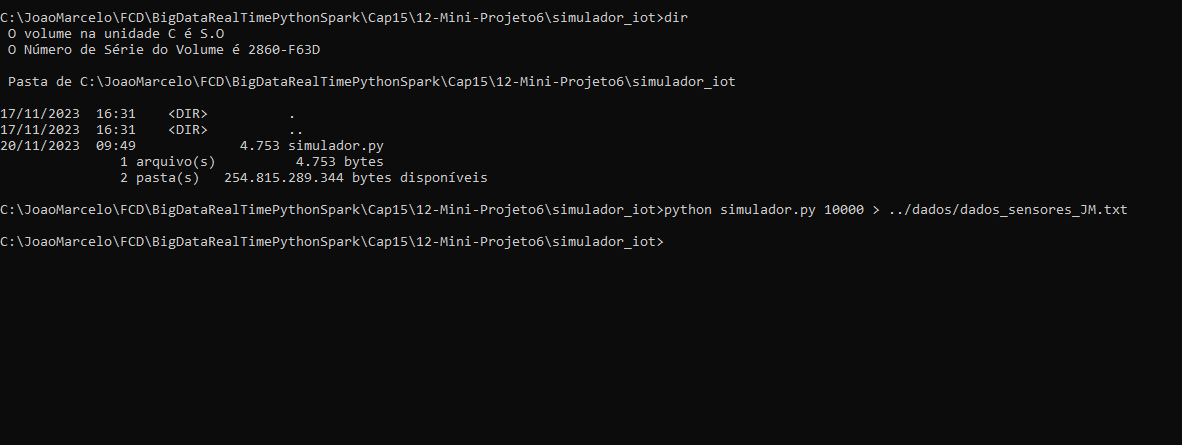 C:\JoaoMarcelo\FCD\BigDataRealTimePythonSpark\Cap15\12-Mini-Projeto6\simulador_iot>dir
 O volume na unidade C é S.O
 O Número de Série do Volume é 2860-F63D

 Pasta de C:\JoaoMarcelo\FCD\BigDataRealTimePythonSpark\Cap15\12-Mini-Projeto6\simulador_iot

17/11/2023  16:31    <DIR>          .
17/11/2023  16:31    <DIR>          ..
20/11/2023  09:49             4.753 simulador.py
               1 arquivo(s)          4.753 bytes
               2 pasta(s)   254.815.289.344 bytes disponíveis

C:\JoaoMarcelo\FCD\BigDataRealTimePythonSpark\Cap15\12-Mini-Projeto6\simulador_iot>python simulador.py 10000 > ../dados/dados_sensores_JM.txt

C:\JoaoMarcelo\FCD\BigDataRealTimePythonSpark\Cap15\12-Mini-Projeto6\simulador_iot>